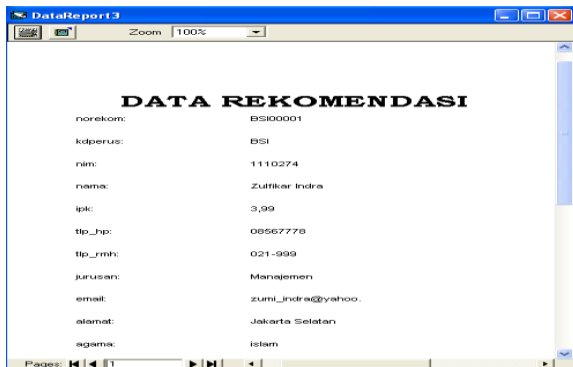 DataReport3
Zoom 100%
DATA REKOMENDASI
norekom: BSI00001
kdperus: BSI
nim: 1110274
nama: Zulfikar Indra
ipk: 3,99
tlp_hp: 08567778
tlp_rmh: 021-999
jurusan: Manajemen
email: zumi_indra@yahoo.
alamat: Jakarta Selatan
agama: islam
Pages: 1